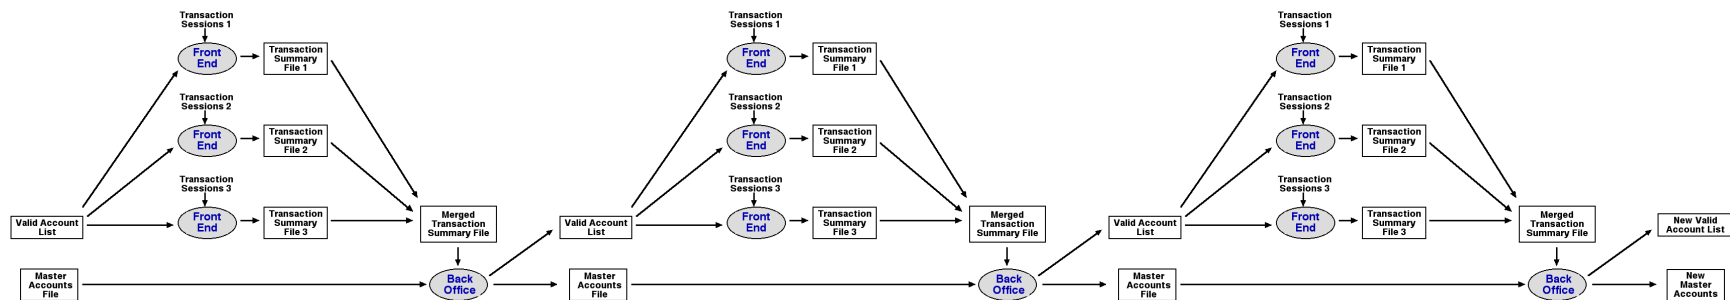 Transaction
Sessions 1
Front
End
Transaction
Summary
File 1
Transaction
Sessions 2
Front
End
Transaction
Summary
File 2
Transaction
Sessions 3
Front
End
Transaction
Summary
File 3
Valid Account
List
Merged
Transaction
Summary File
Master
Accounts
File
Back
Office
Transaction
Sessions 1
Front
End
Transaction
Summary
File 1
Transaction
Sessions 2
Front
End
Transaction
Summary
File 2
Transaction
Sessions 3
Front
End
Transaction
Summary
File 3
Valid Account
List
Merged
Transaction
Summary File
Master
Accounts
File
Back
Office
Transaction
Sessions 1
Front
End
Transaction
Summary
File 1
Transaction
Sessions 2
Front
End
Transaction
Summary
File 2
Transaction
Sessions 3
Front
End
Transaction
Summary
File 3
Valid Account
List
Merged
Transaction
Summary File
Master
Accounts
File
Back
Office
New Valid
Account List
New
Master
Accounts